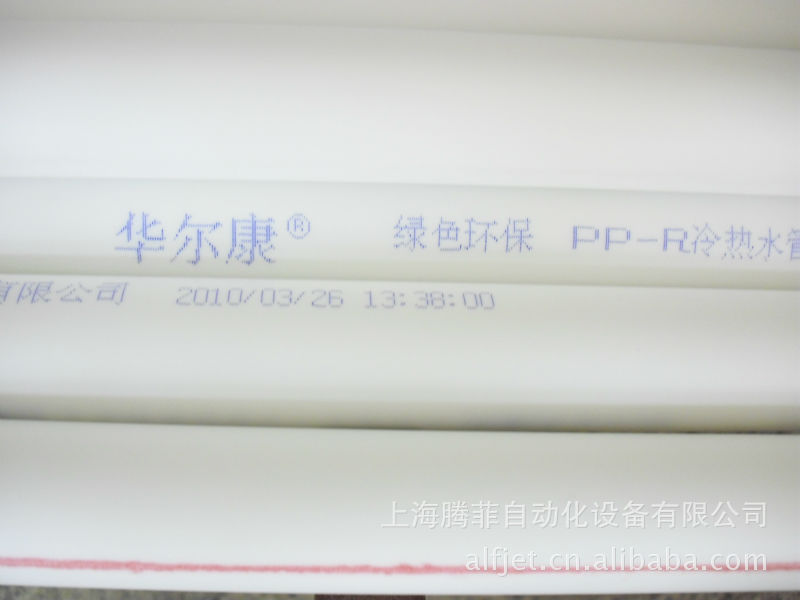 华尔康® 绿色环保 PP-R冷热水管
有限公司 2010/03/26 13:38:00
上海腾菲自动化设备有限公司
alfjet.cn.alibaba.com